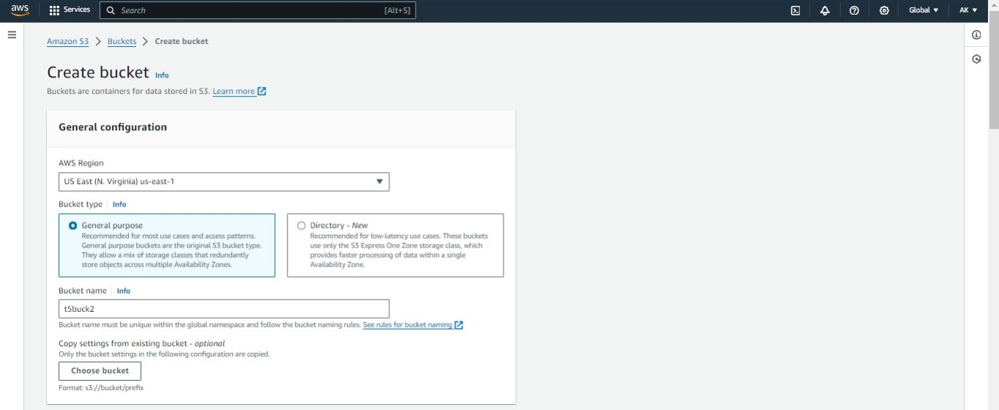 aws
Services
Search
[Alt+S]
Global
AK
Amazon S3 > Buckets > Create bucket
Create bucket Info
Buckets are containers for data stored in S3. Learn more
General configuration
AWS Region
US East (N. Virginia) us-east-1
Bucket type Info
General purpose
Recommended for most use cases and access patterns.
General purpose buckets are the original S3 bucket type.
They allow a mix of storage classes that redundantly
store objects across multiple Availability Zones.
Directory - New
Recommended for low-latency use cases. These buckets
use only the S3 Express One Zone storage class, which
provides faster processing of data within a single
Availability Zone.
Bucket name Info
t5buck2
Bucket name must be unique within the global namespace and follow the bucket naming rules. See rules for bucket naming
Copy settings from existing bucket - optional
Only the bucket settings in the following configuration are copied.
Choose bucket
Format: s3://bucket/prefix